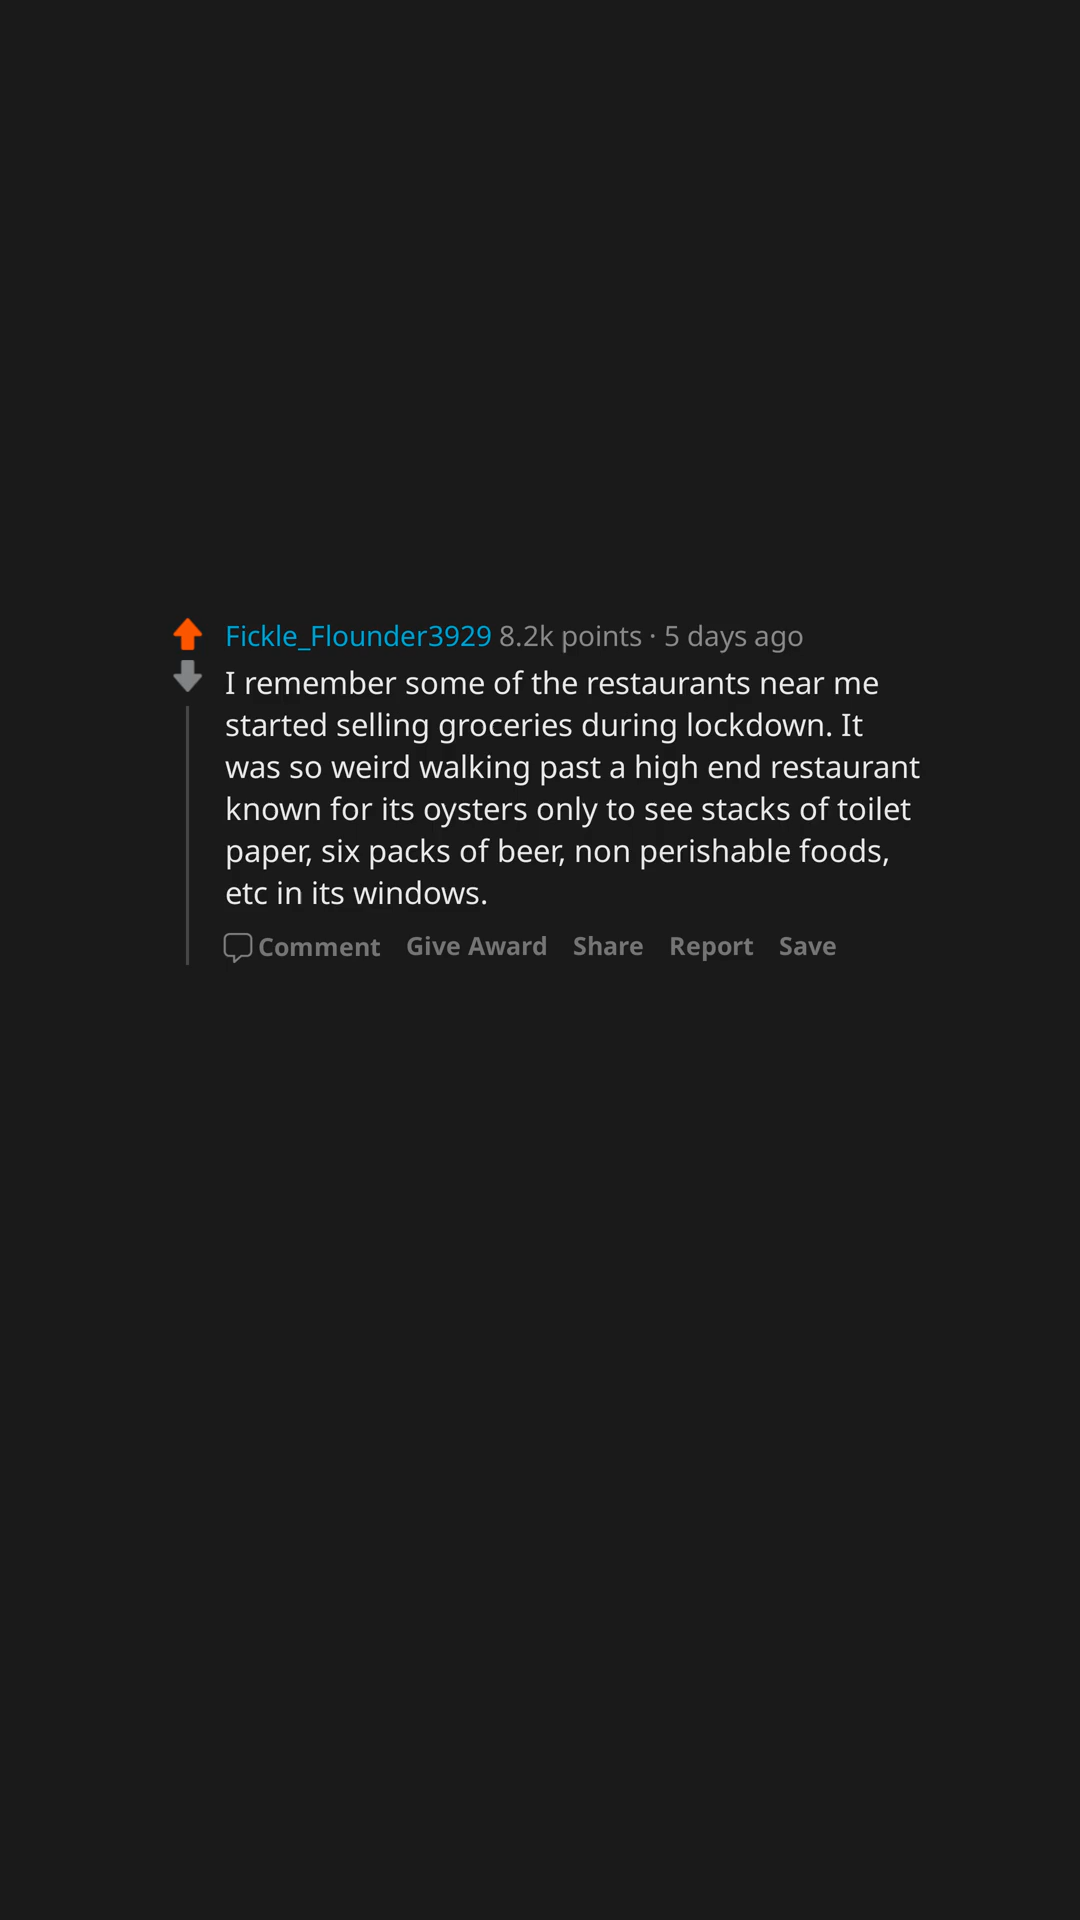 Fickle_Flounder3929 8.2k points · 5 days ago
I remember some of the restaurants near me
started selling groceries during lockdown. It
was so weird walking past a high end restaurant
known for its oysters only to see stacks of toilet
paper, six packs of beer, non perishable foods,
etc in its windows.
Comment Give Award Share Report Save